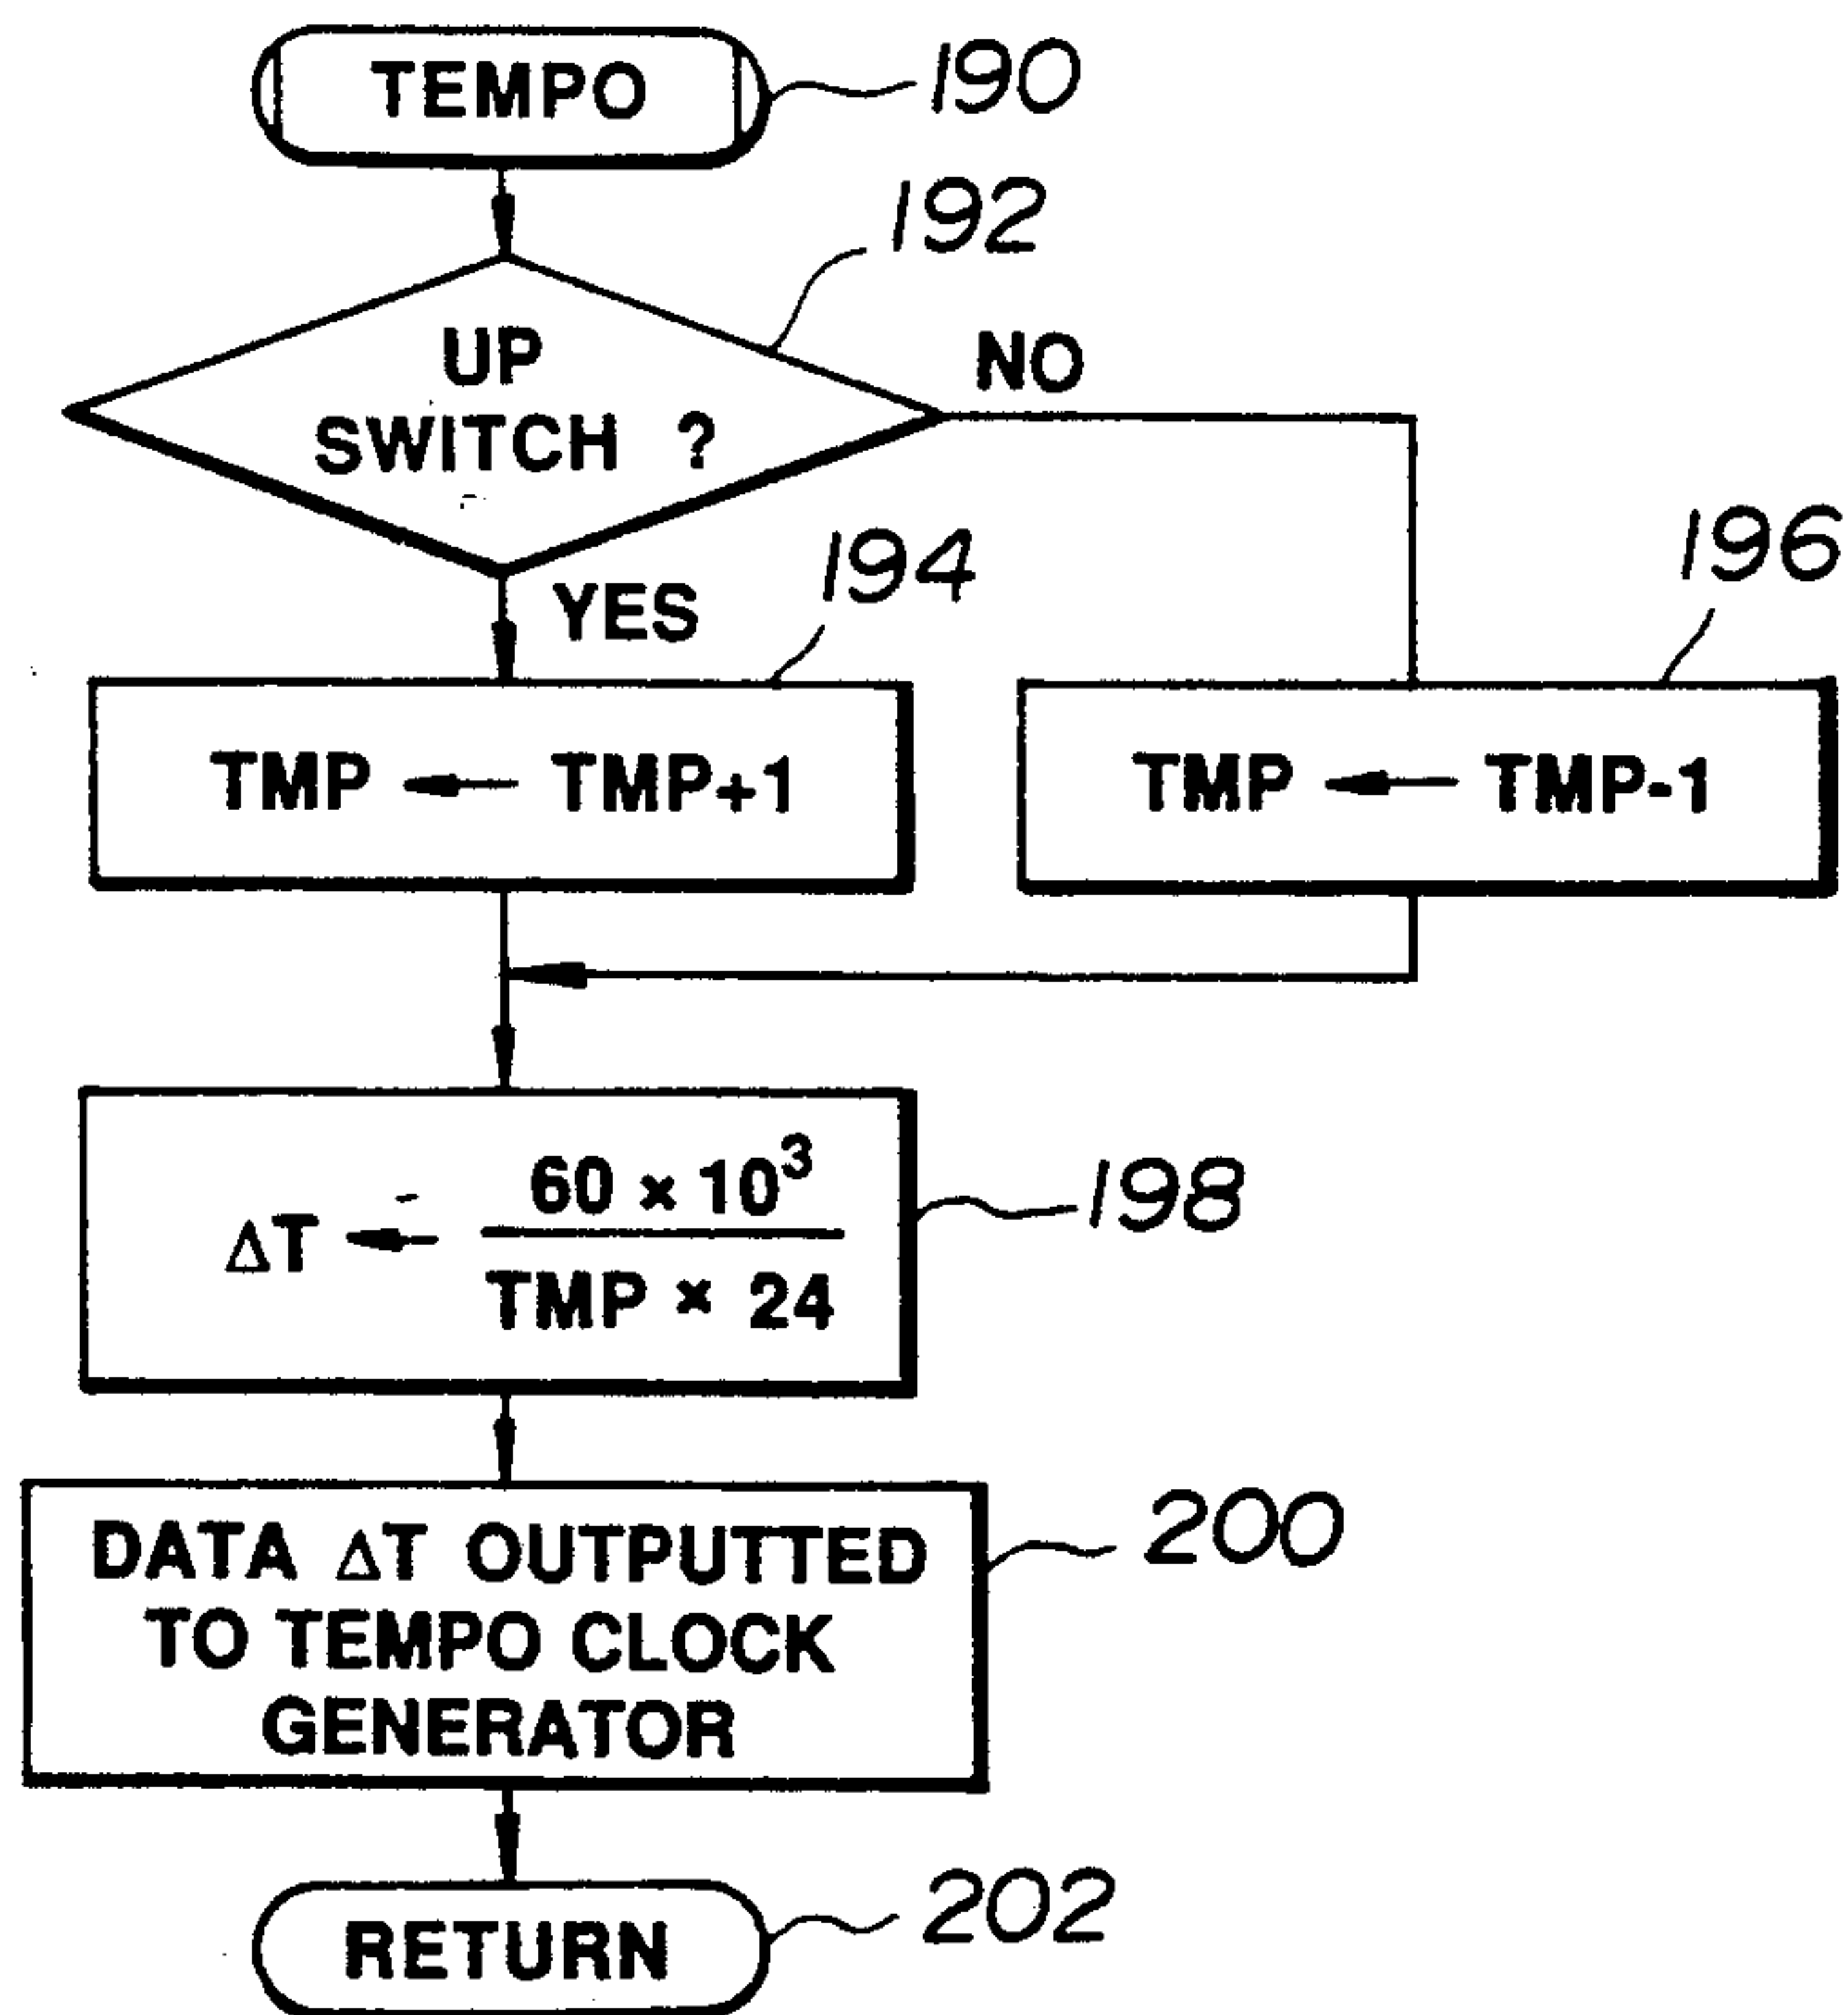 TEMPO
190
192
UP
SWITCH ?
NO
YES
194
196
TMP ← TMP+1
TMP ← TMP-1
ΔT ← 60 × 10³
TMP × 24
198
DATA ΔT OUTPUTTED
TO TEMPO CLOCK
GENERATOR
200
RETURN
202